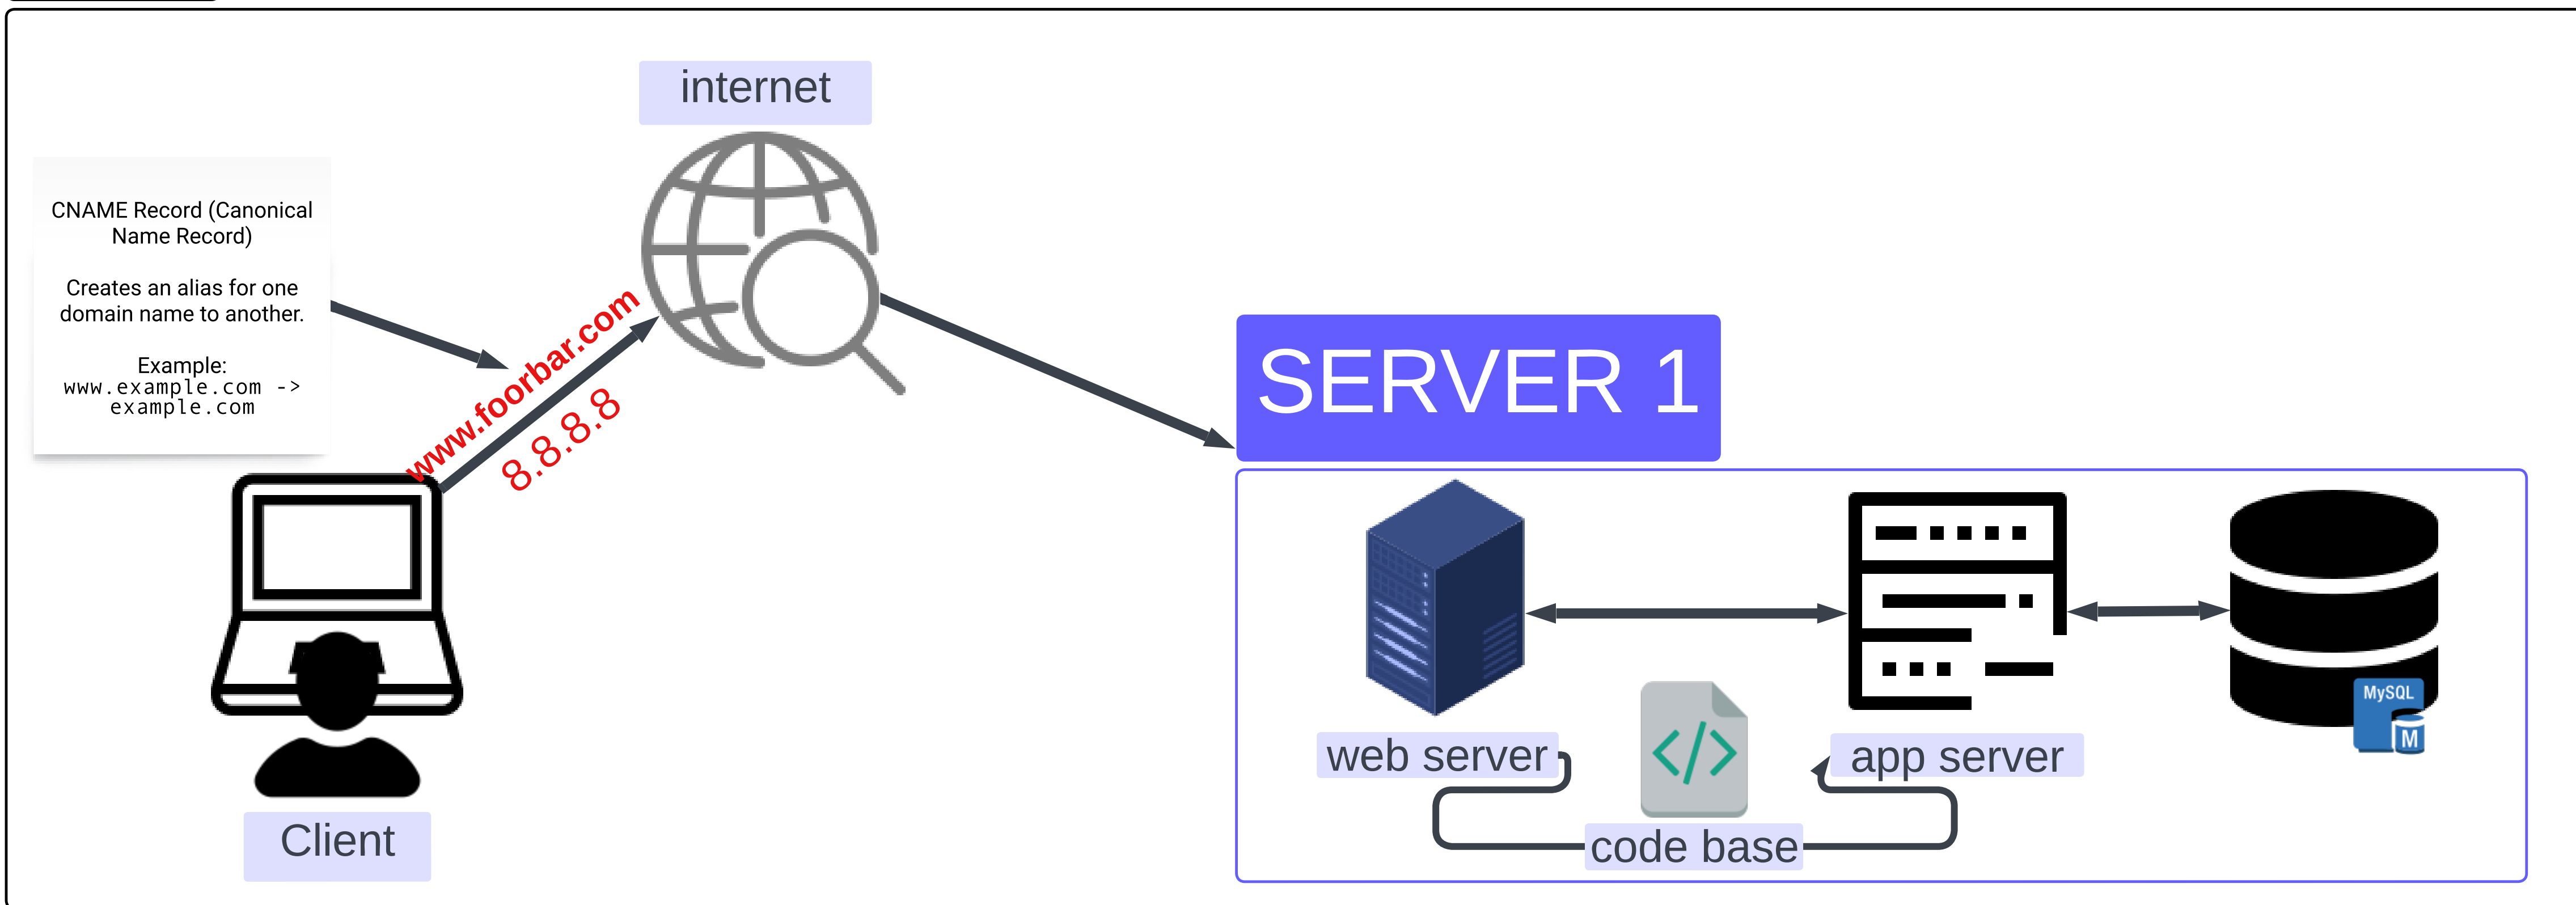 internet
CNAME Record (Canonical
Name Record)
Creates an alias for one
domain name to another.
Example:
www.example.com ->
example.com
www.foorbar.com
8.8.8.8
SERVER 1
MySQL
M
web server
app server
code base
Client